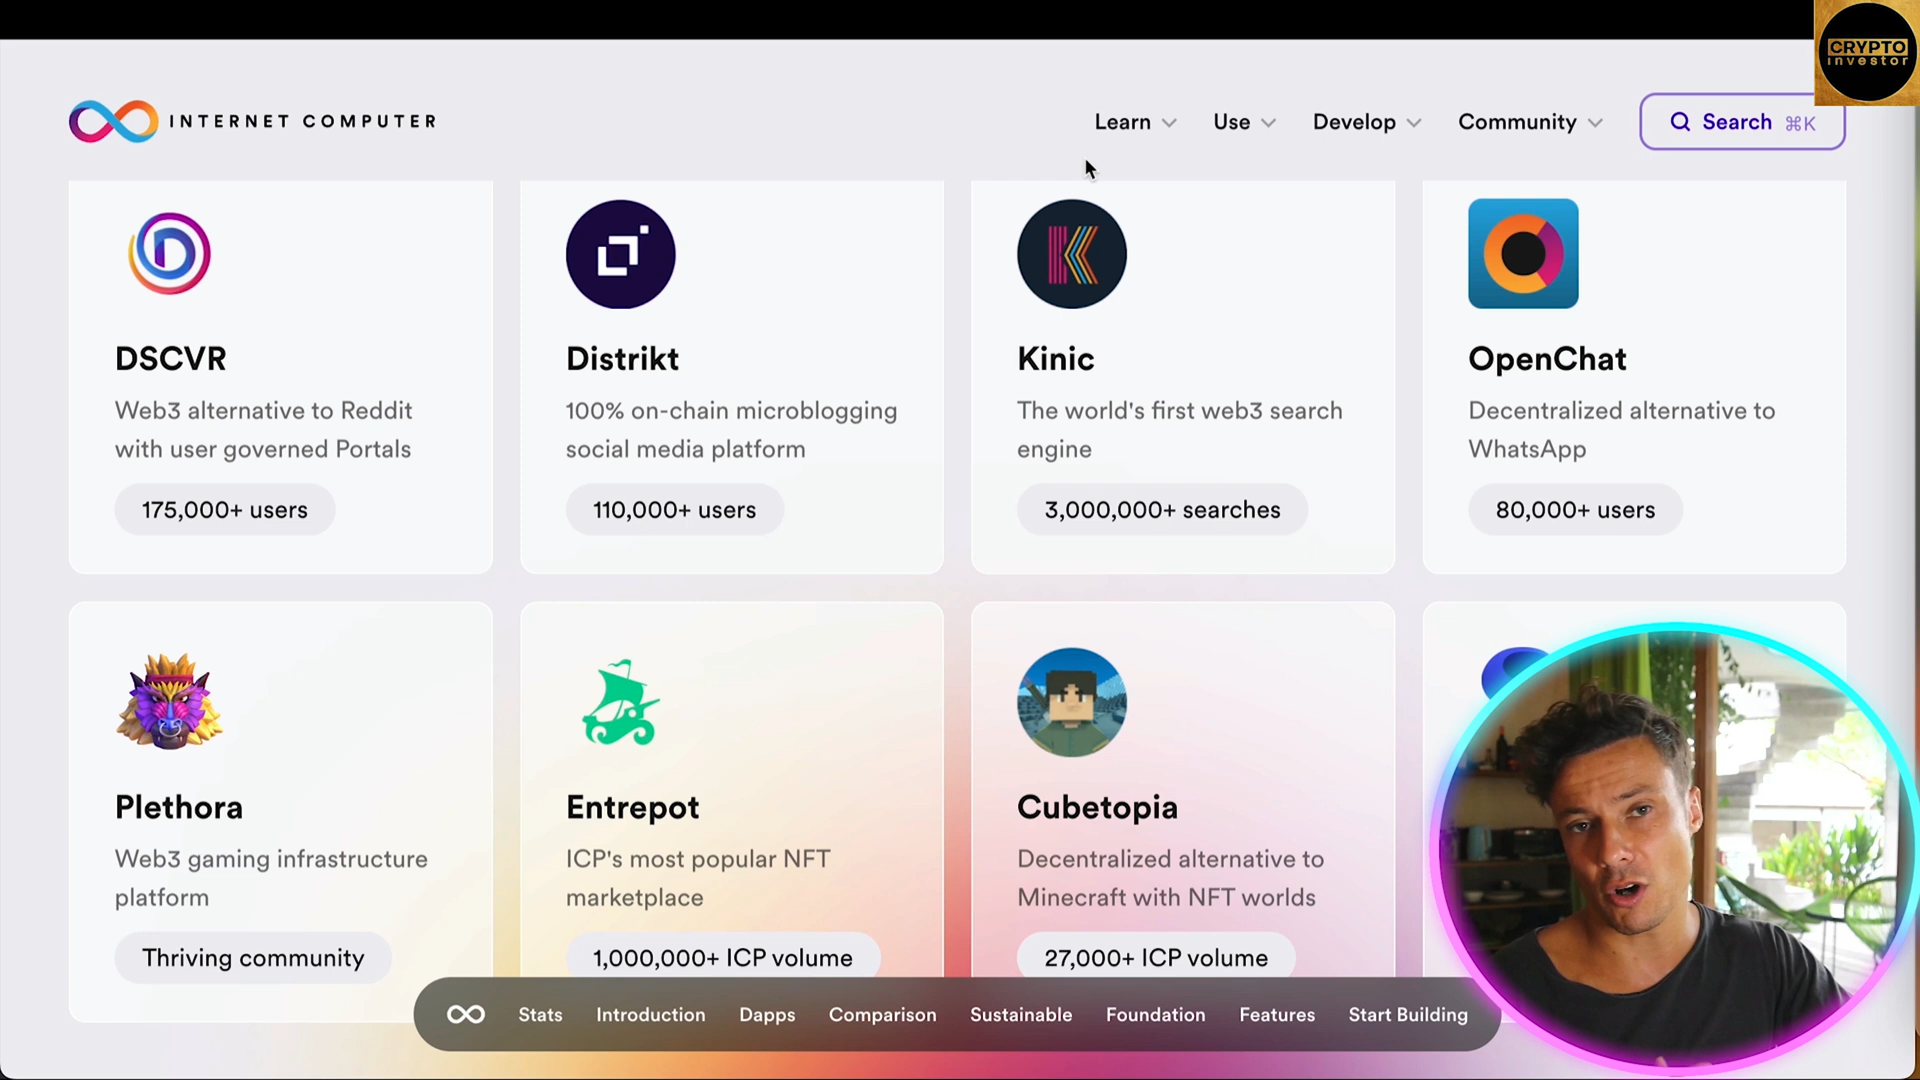 CRYPTO
investor
INTERNET COMPUTER
Learn
Use
Develop
Community
Search ⌘K
DSCVR
Web3 alternative to Reddit
with user governed Portals
175,000+ users
Distrikt
100% on-chain microblogging
social media platform
110,000+ users
Kinic
The world's first web3 search
engine
3,000,000+ searches
OpenChat
Decentralized alternative to
WhatsApp
80,000+ users
Plethora
Web3 gaming infrastructure
platform
Thriving community
Entrepot
ICP's most popular NFT
marketplace
1,000,000+ ICP volume
Cubetopia
Decentralized alternative to
Minecraft with NFT worlds
27,000+ ICP volume
Stats
Introduction
Dapps
Comparison
Sustainable
Foundation
Features
Start Building